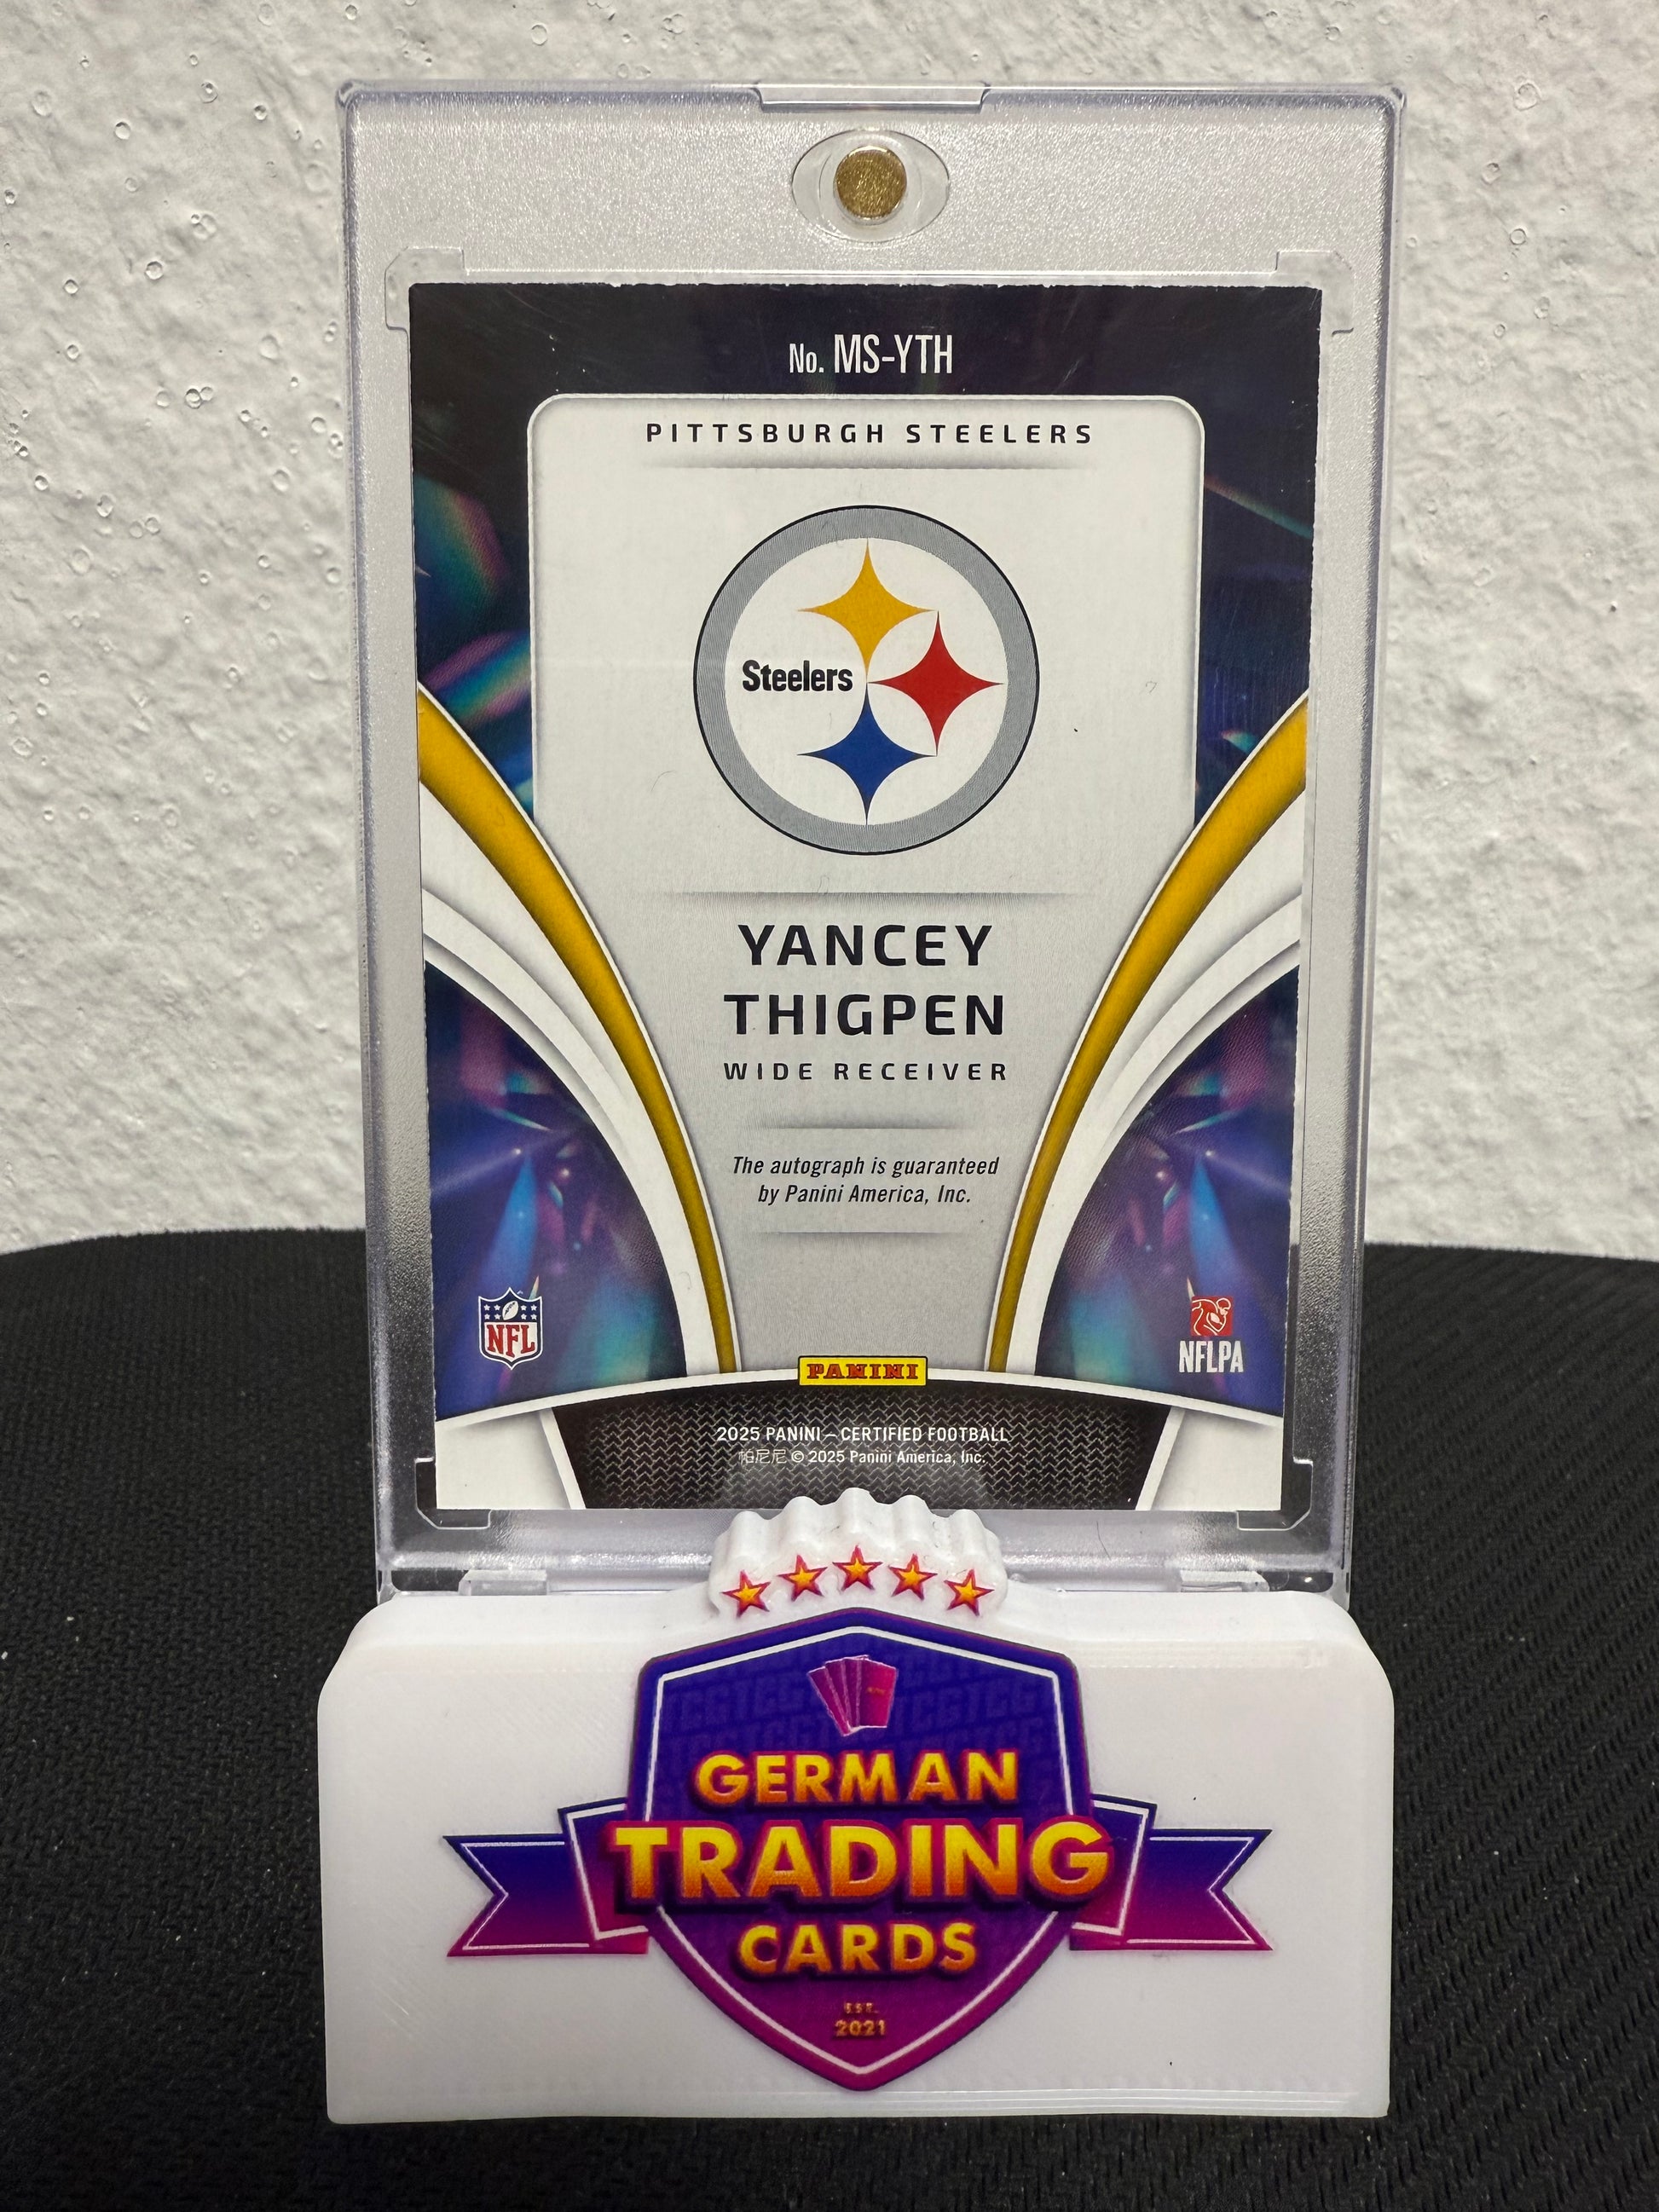 No. MS-YTH
PITTSBURGH STEELERS
Steelers
YANCEY
THIGPEN
WIDE RECEIVER
The autograph is guaranteed
by Panini America, Inc.
NFL
NFLPA
PANINI
2025 PANINI – CERTIFIED FOOTBALL
帕尼尼 © 2025 Panini America, Inc.
GERMAN
TRADING
CARDS
EST.
2021